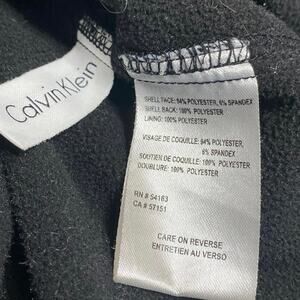 Calvin Klein
SHELL FACE: 94% POLYESTER, 6% SPANDEX
SHELL BACK: 100% POLYESTER
LINING: 100% POLYESTER
VISAGE DE COQUILLE: 94% POLYESTER,
6% SPANDEX
SOUTIEN DE COQUILLE: 100% POLYESTER
DOUBLURE: 100% POLYESTER
RN # 54163
CA # 57151
CARE ON REVERSE
ENTRETIEN AU VERSO